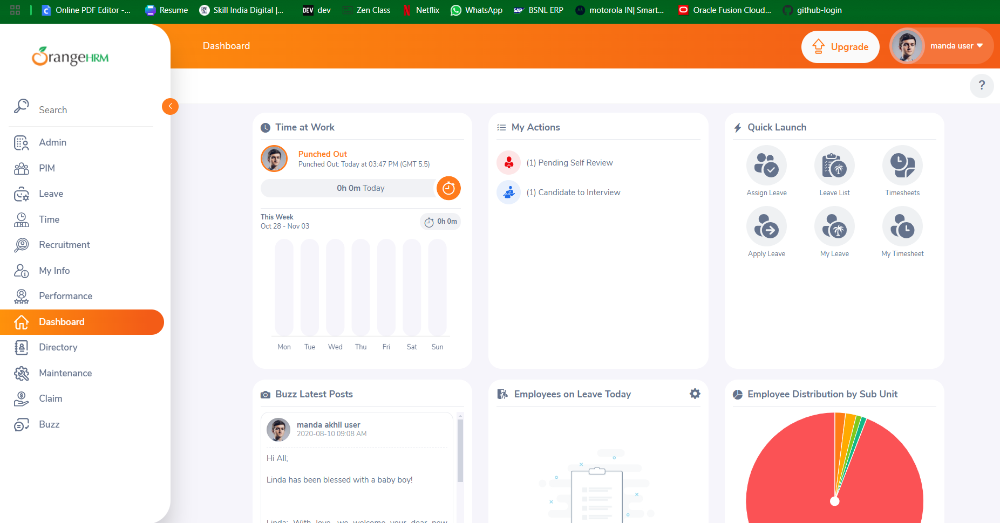 Online PDF Editor -...
Resume
Skill India Digital |...
DEV dev
Zen Class
Netflix
WhatsApp
SAP BSNL ERP
motorola IN| Smart...
Oracle Fusion Cloud...
github-login
OrangeHRM
Dashboard
Upgrade
manda user
?
Search
Admin
PIM
Leave
Time
Recruitment
My Info
Performance
Dashboard
Directory
Maintenance
Claim
Buzz
Time at Work
Punched Out
Punched Out: Today at 03:47 PM (GMT 5.5)
0h 0m Today
This Week
Oct 28 - Nov 03
0h 0m
Mon Tue Wed Thu Fri Sat Sun
My Actions
(1) Pending Self Review
(1) Candidate to Interview
Quick Launch
Assign Leave
Leave List
Timesheets
Apply Leave
My Leave
My Timesheet
Buzz Latest Posts
manda akhil user
2020-08-10 09:08 AM
Hi All;
Linda has been blessed with a baby boy!
Linda: With love, we welcome your dear new
Employees on Leave Today
Employee Distribution by Sub Unit